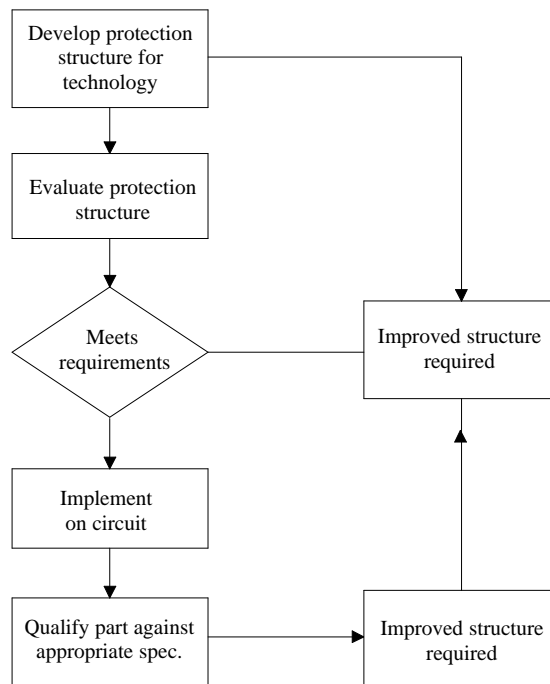 Develop protection
structure for
technology
Evaluate protection
structure
Meets
requirements
Improved structure
required
Implement
on circuit
Qualify part against
appropriate spec.
Improved structure
required